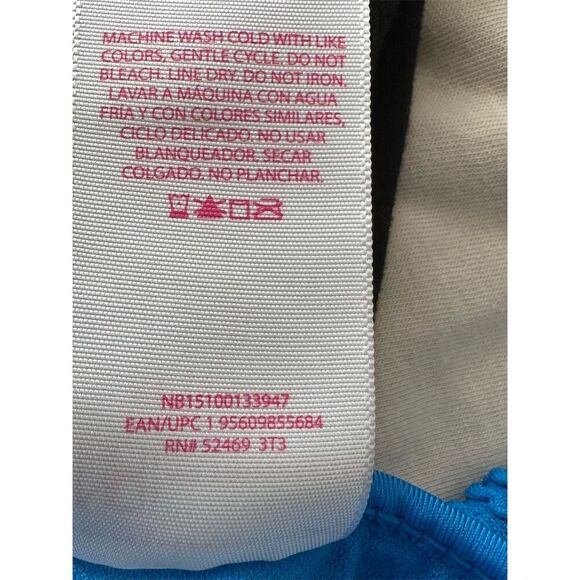 MACHINE WASH COLD WITH LIKE
COLORS, GENTLE CYCLE. DO NOT
BLEACH. LINE DRY. DO NOT IRON.
LAVAR A MÁQUINA CON AGUA
FRÍA Y CON COLORES SIMILARES,
CICLO DELICADO. NO USAR
BLANQUEADOR. SECAR
COLGADO. NO PLANCHAR.
NB15100133947
EAN/UPC 1 95609855684
RN# 52469 3T3